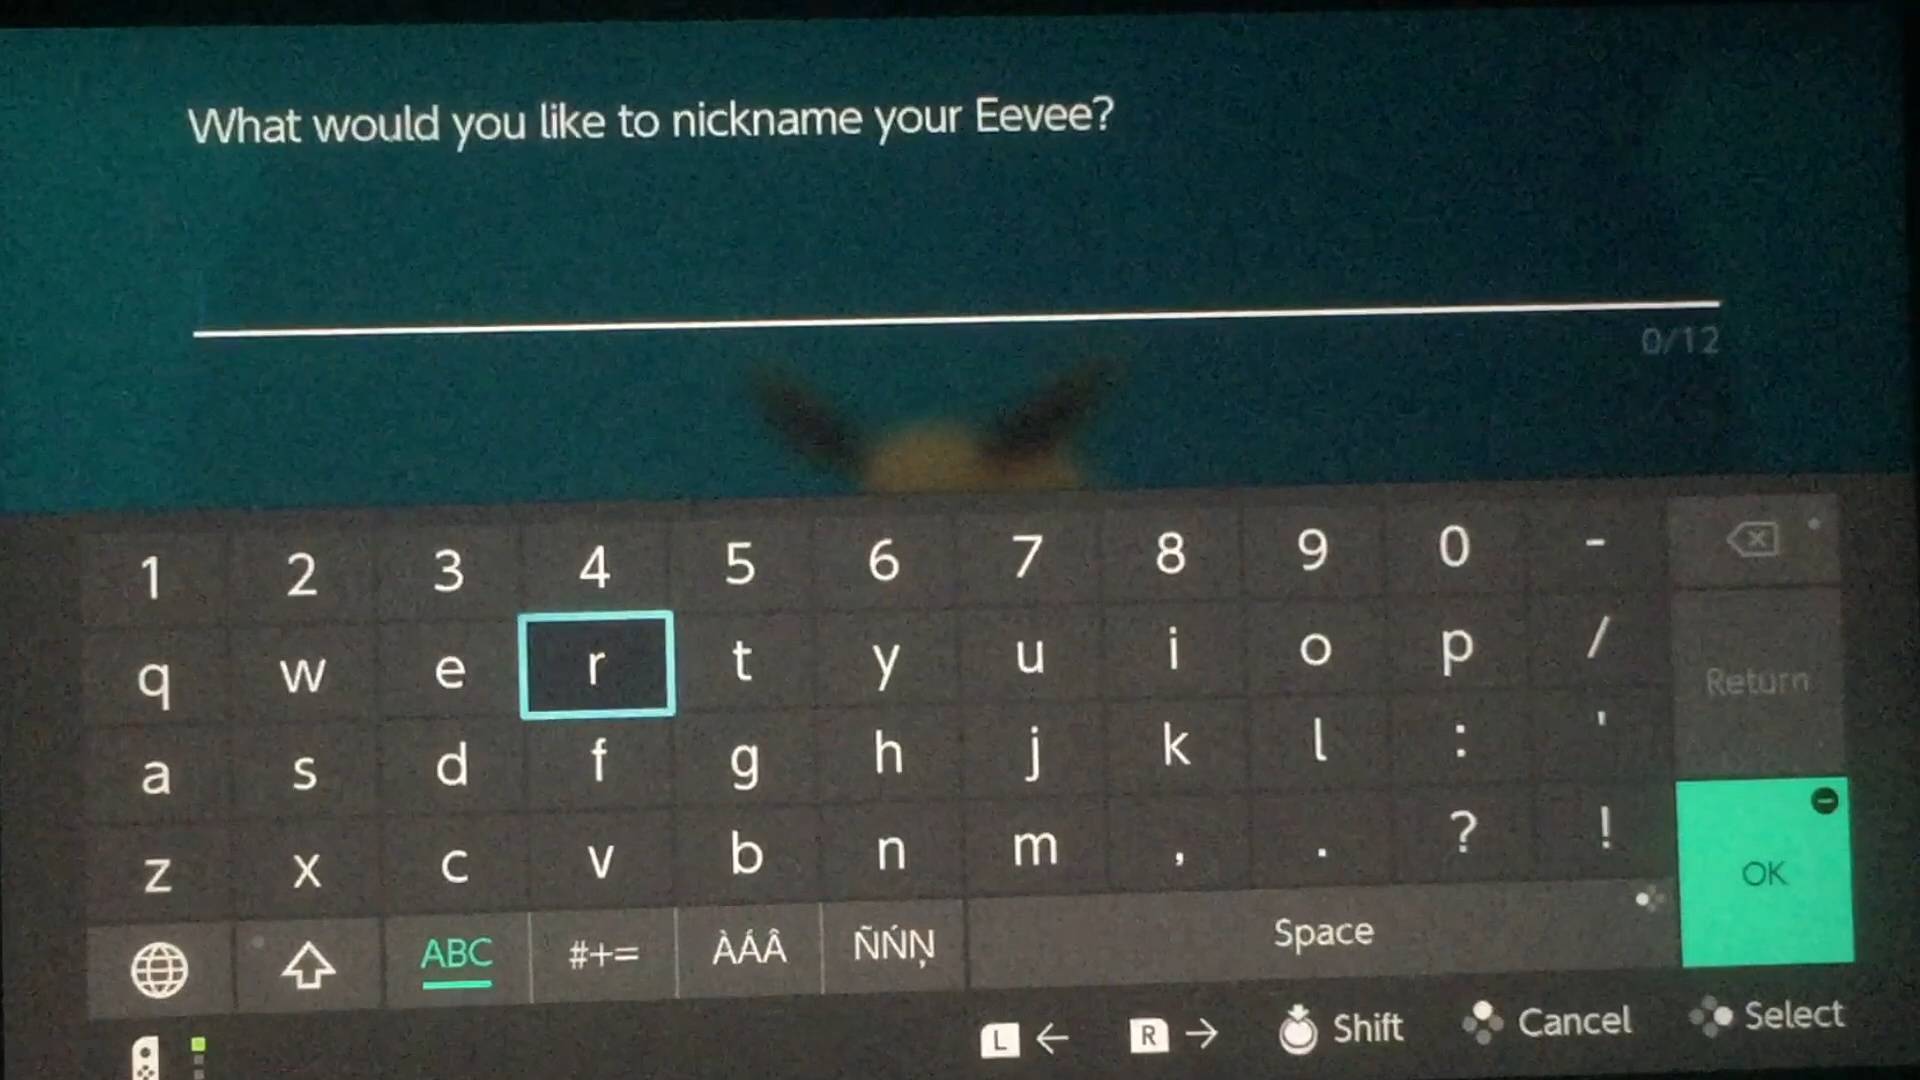 What would you like to nickname your Eevee?
0/12
1 2 3 4 5 6 7 8 9 0 -
q w e r t y u i o p /
Return
a s d f g h j k l : '
z x c v b n m , . ? !
OK
ABC #+= ÀÁÂ ÑŃŅ Space
L ← R → Shift Cancel Select